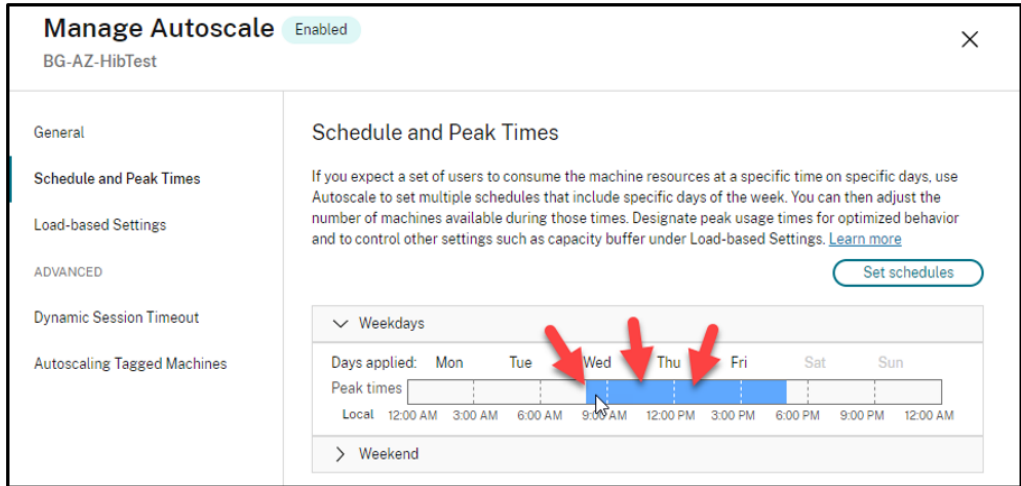 Manage Autoscale Enabled
BG-AZ-HibTest
General
Schedule and Peak Times
Load-based Settings
ADVANCED
Dynamic Session Timeout
Autoscaling Tagged Machines
Schedule and Peak Times
If you expect a set of users to consume the machine resources at a specific time on specific days, use
Autoscale to set multiple schedules that include specific days of the week. You can then adjust the
number of machines available during those times. Designate peak usage times for optimized behavior
and to control other settings such as capacity buffer under Load-based Settings. Learn more
Set schedules
Weekdays
Days applied: Mon Tue Wed Thu Fri Sat Sun
Peak times
Local 12:00 AM 3:00 AM 6:00 AM 9:00 AM 12:00 PM 3:00 PM 6:00 PM 9:00 PM 12:00 AM
Weekend